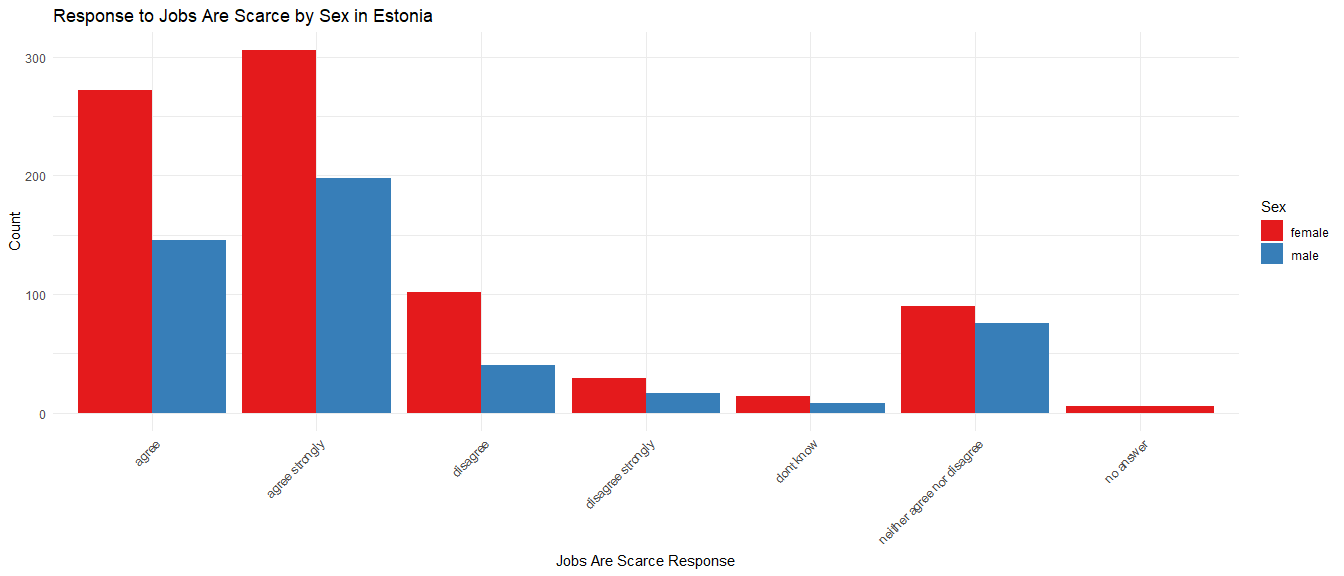 Response to Jobs Are Scarce by Sex in Estonia
300
200
100
0
Count
agree
agree strongly
disagree
disagree strongly
dont know
neither agree nor disagree
no answer
Jobs Are Scarce Response
Sex
female
male